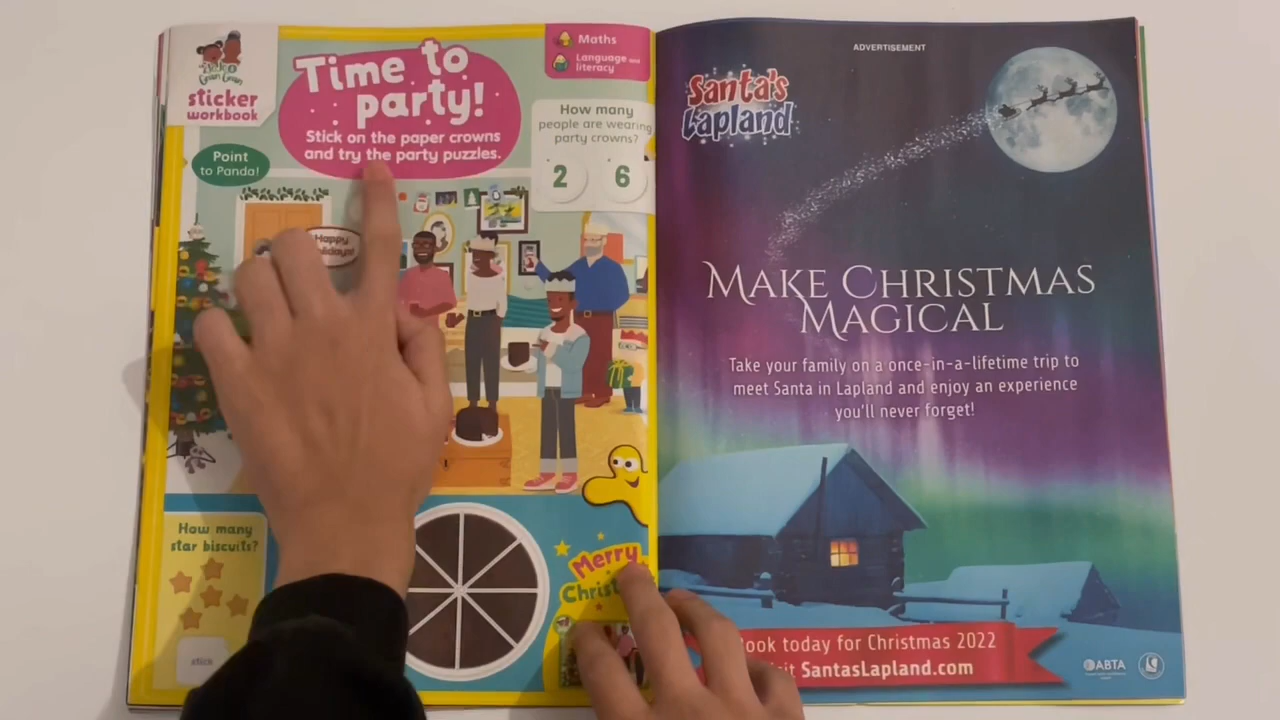 sticker
workbook
Time to
party!
Stick on the paper crowns
and try the party puzzles.
Maths
Language and
literacy
How many
people are wearing
party crowns?
2 6
Point
to Panda!
Happy
How many
star biscuits?
stick
Merry
ADVERTISEMENT
Santa's
Lapland
MAKE CHRISTMAS
MAGICAL
Take your family on a once-in-a-lifetime trip to
meet Santa in Lapland and enjoy an experience
you'll never forget!
today for Christmas 2022
SantasLapland.com
ABTA